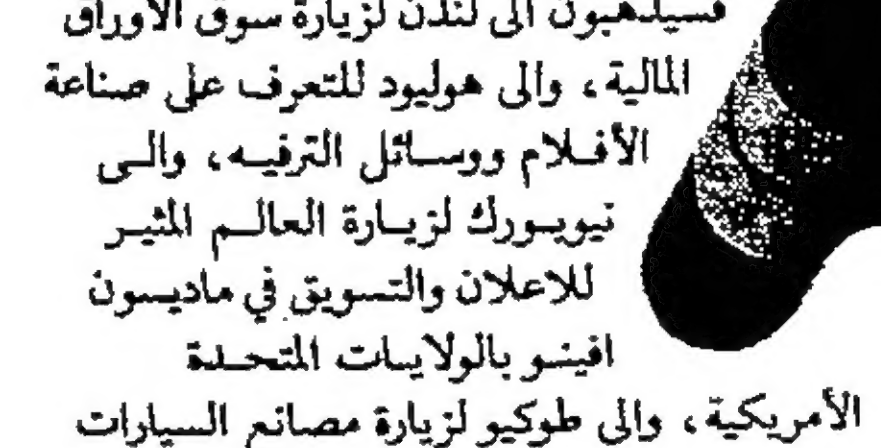 فسيذهبون الى لندن لزيارة سوق الأوراق
المالية، والى هوليود للتعرف على صناعة
الأفلام ووسائل الترفيه، والى
نيويورك لزيارة العالم المثير
للاعلان والتسويق في ماديسون
افينو بالولايات المتحدة
الأمريكية، والى طوكيو لزيارة مصانع السيارات